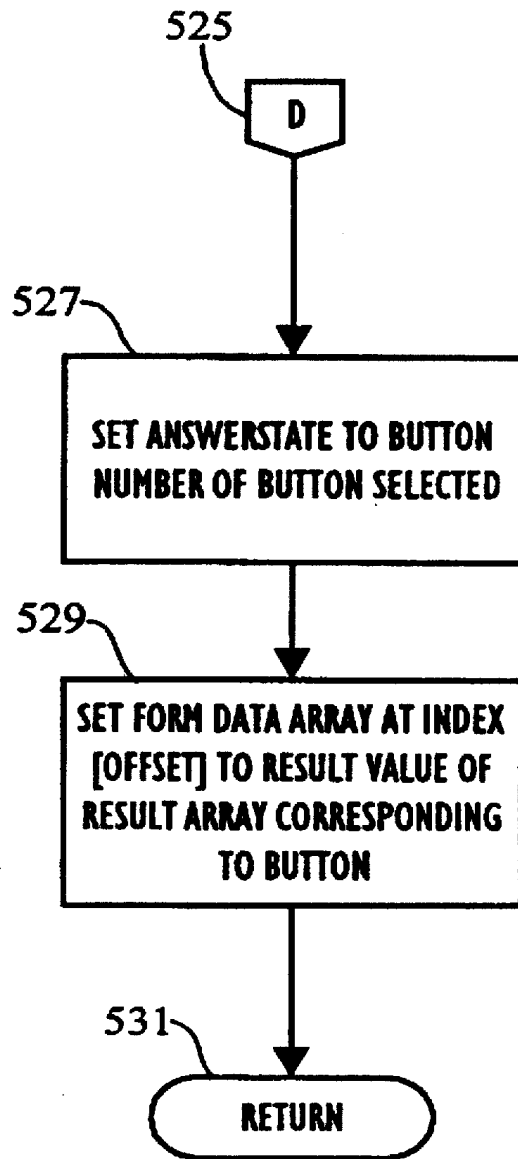 525
D
527
SET ANSWERSTATE TO BUTTON
NUMBER OF BUTTON SELECTED
529
SET FORM DATA ARRAY AT INDEX
[OFFSET] TO RESULT VALUE OF
RESULT ARRAY CORRESPONDING
TO BUTTON
531
RETURN